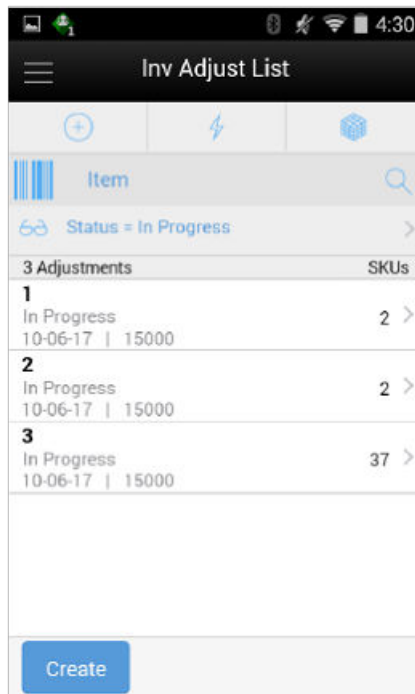 1 4:30
Inv Adjust List
Item
Status = In Progress
3 Adjustments SKUs
1
In Progress 2
10-06-17 | 15000
2
In Progress 2
10-06-17 | 15000
3
In Progress 37
10-06-17 | 15000
Create